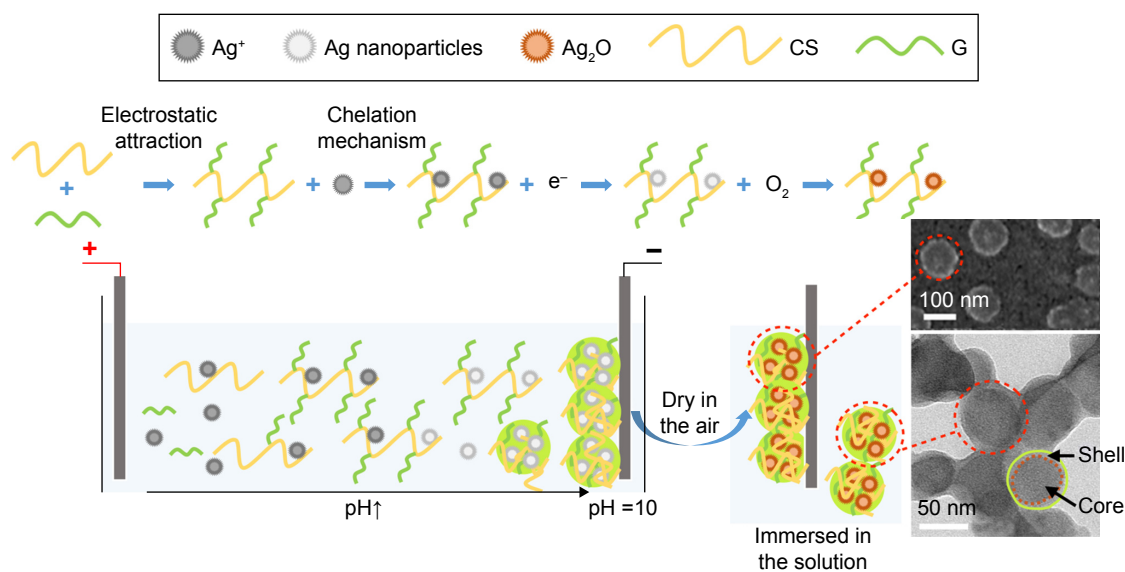 Ag⁺ Ag nanoparticles Ag₂O CS G
Electrostatic
attraction
Chelation
mechanism
+ + + e⁻ + O₂
+
−
100 nm
Dry in
the air
Shell
Core
50 nm
pH↑
pH =10
Immersed in
the solution